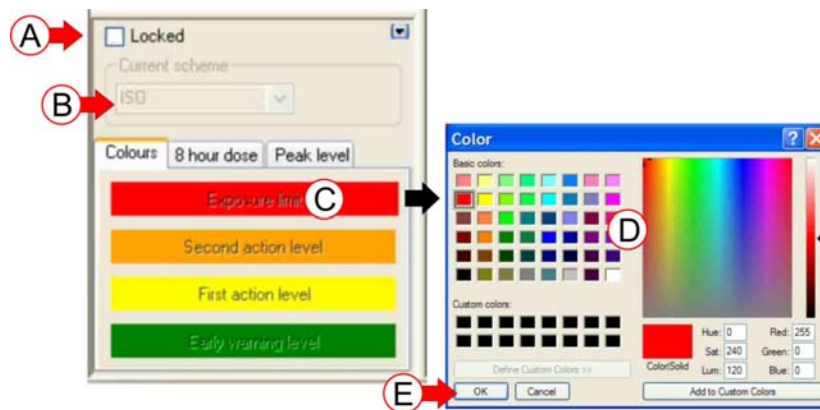 A
Locked
Current scheme
B
ISO
Colours 8 hour dose Peak level
Exposure limit
C
Second action level
First action level
Early warning level
Color
Basic colors:
D
Custom colors:
Define Custom Colors >>
E
OK Cancel
Color|Solid
Hue: 0 Red: 255
Sat: 240 Green: 0
Lum: 120 Blue: 0
Add to Custom Colors